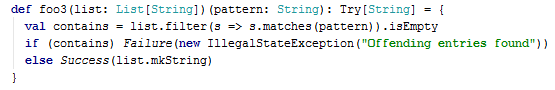 def foo3(list: List[String])(pattern: String): Try[String] = {
  val contains = list.filter(s => s.matches(pattern)).isEmpty
  if (contains) Failure(new IllegalStateException("Offending entries found"))
  else Success(list.mkString)
}